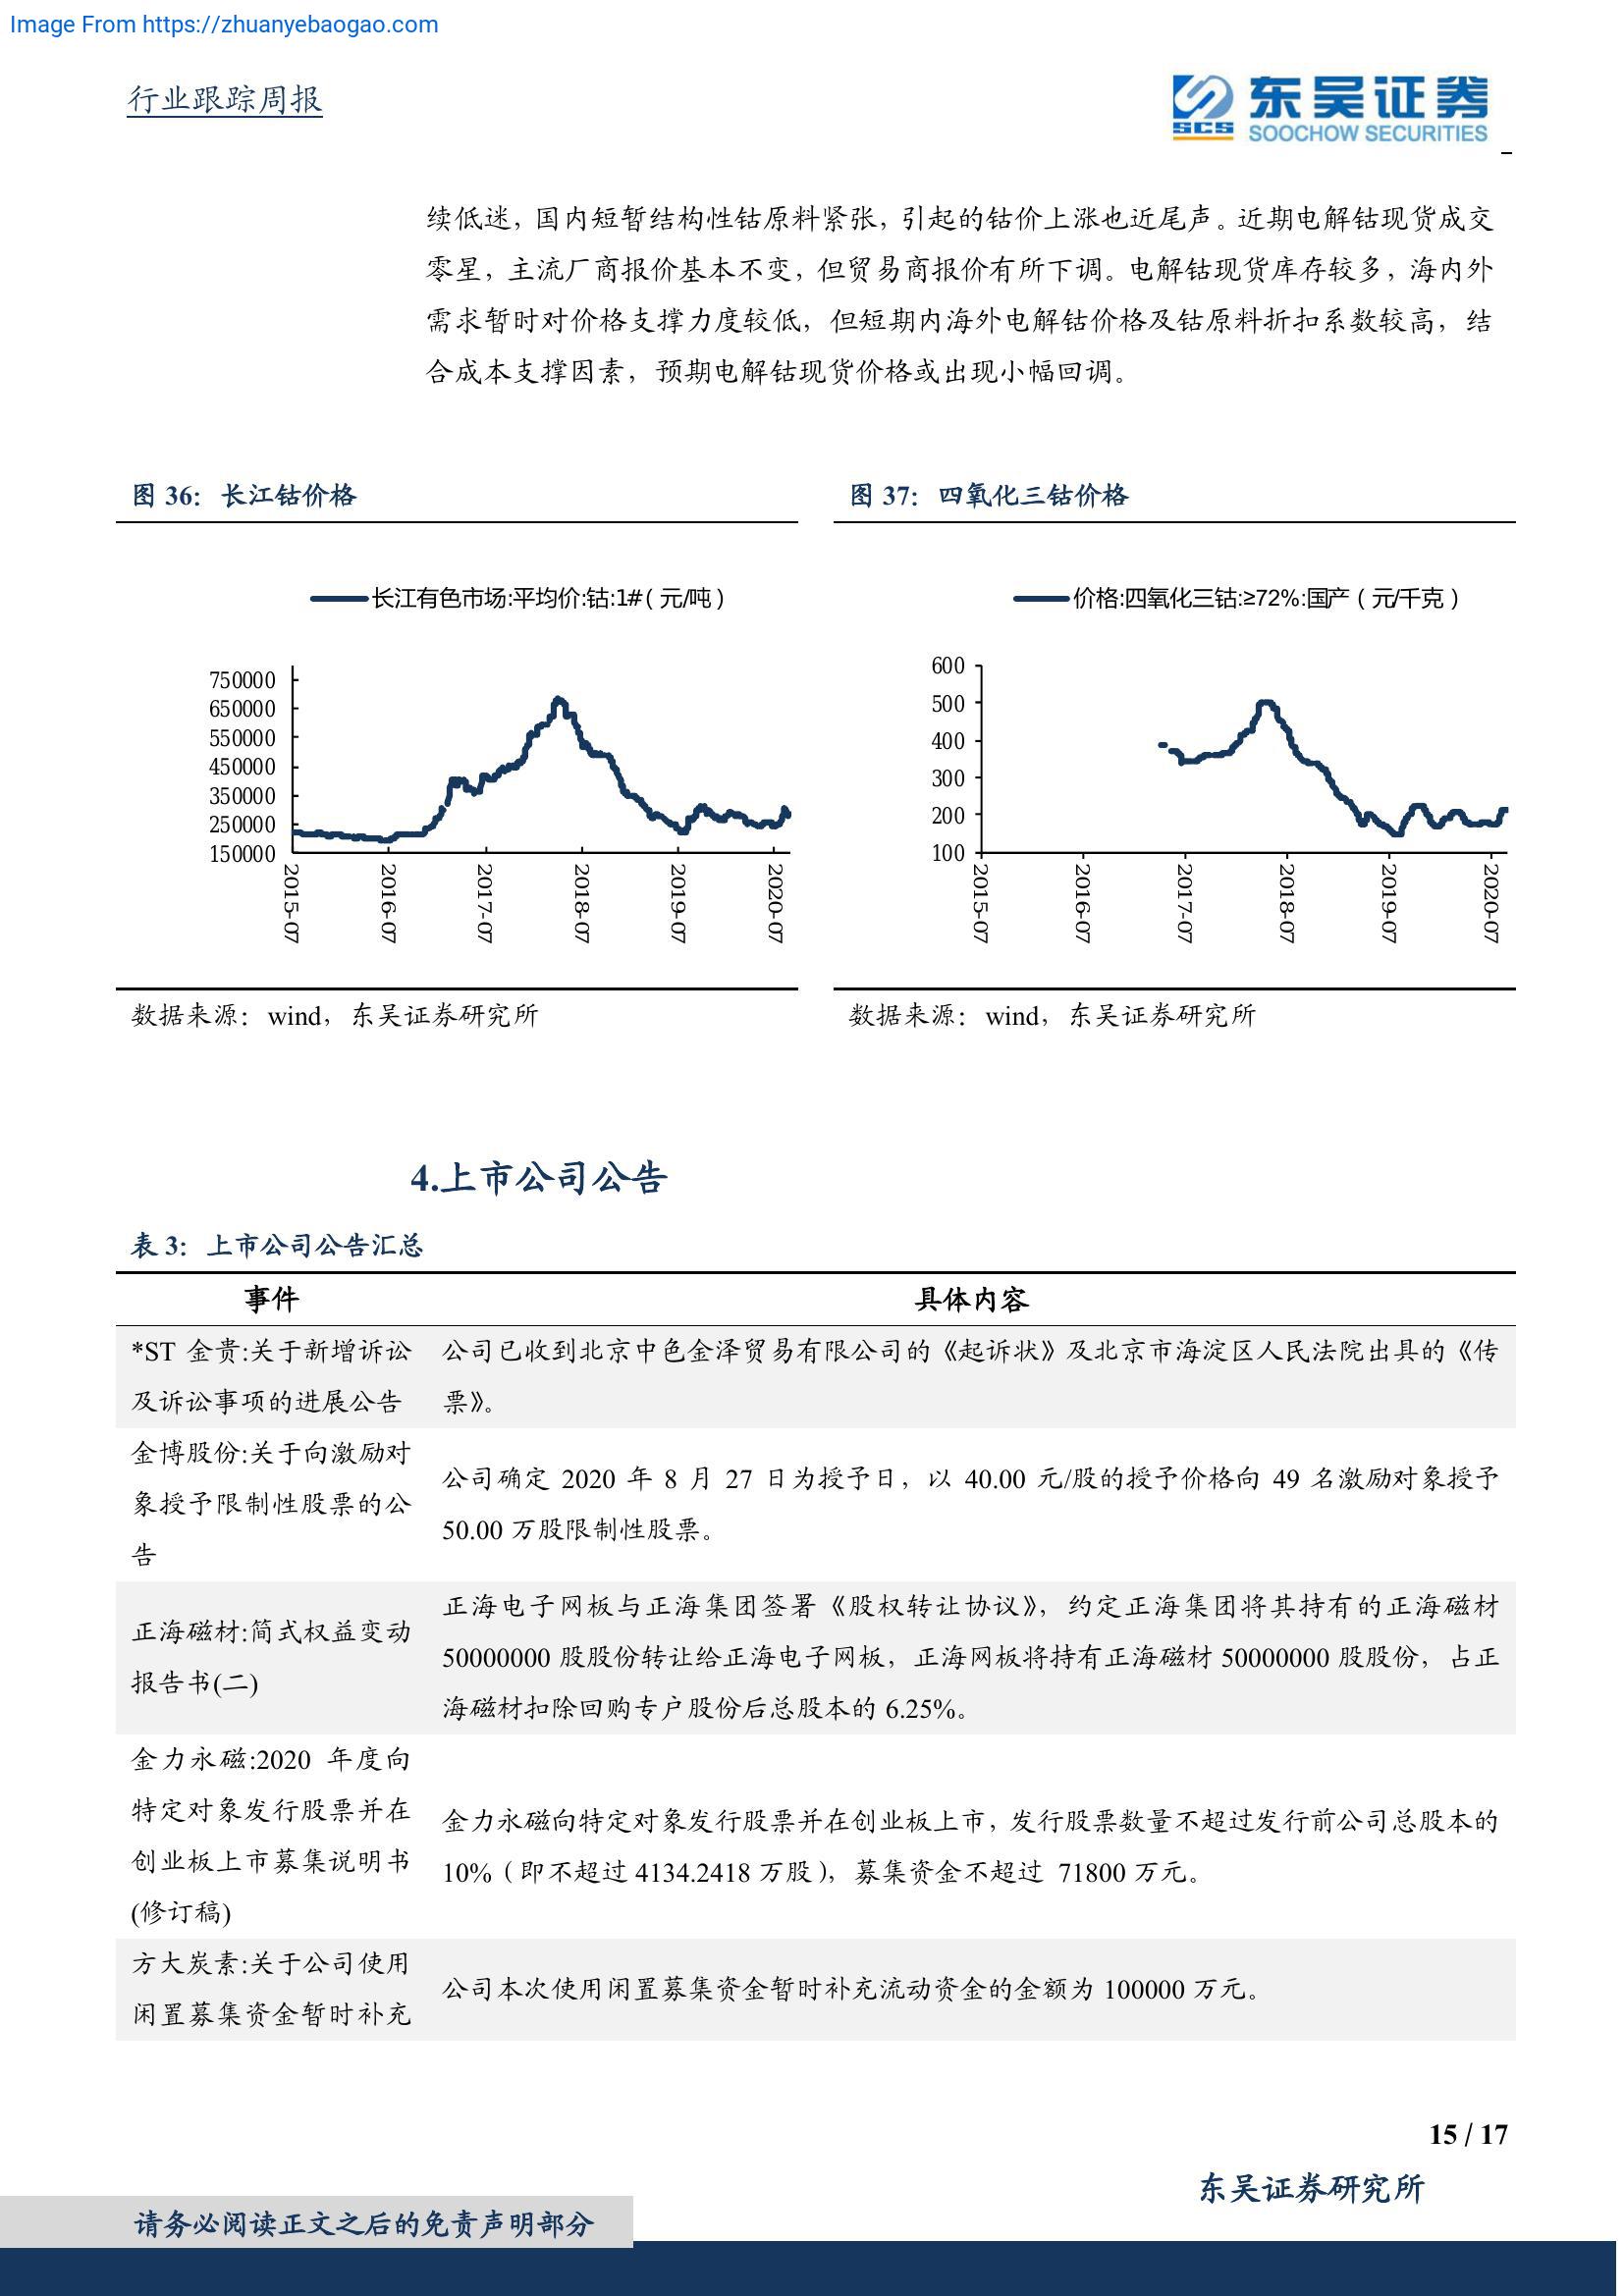 Image From https://zhuanyebaogao.com
行业跟踪周报
SCS
东吴证券
SOOCHOW SECURITIES
续低迷，国内短暂结构性钴原料紧张，引起的钴价上涨也近尾声。近期电解钴现货成交
零星，主流厂商报价基本不变，但贸易商报价有所下调。电解钴现货库存较多，海内外
需求暂时对价格支撑力度较低，但短期内海外电解钴价格及钴原料折扣系数较高，结
合成本支撑因素，预期电解钴现货价格或出现小幅回调。
图 36：长江钴价格
长江有色市场:平均价:钴:1#（元/吨）
750000
650000
550000
450000
350000
250000
150000
2015-07
2016-07
2017-07
2018-07
2019-07
2020-07
数据来源：wind，东吴证券研究所
图 37：四氧化三钴价格
价格:四氧化三钴:≥72%:国产（元/千克）
600
500
400
300
200
100
2015-07
2016-07
2017-07
2018-07
2019-07
2020-07
数据来源：wind，东吴证券研究所
4.上市公司公告
表 3：上市公司公告汇总
事件
具体内容
*ST 金贵:关于新增诉讼
及诉讼事项的进展公告
公司已收到北京中色金泽贸易有限公司的《起诉状》及北京市海淀区人民法院出具的《传
票》。
金博股份:关于向激励对
象授予限制性股票的公
告
公司确定 2020 年 8 月 27 日为授予日，以 40.00 元/股的授予价格向 49 名激励对象授予
50.00 万股限制性股票。
正海磁材:简式权益变动
报告书(二)
正海电子网板与正海集团签署《股权转让协议》，约定正海集团将其持有的正海磁材
50000000 股股份转让给正海电子网板，正海网板将持有正海磁材 50000000 股股份，占正
海磁材扣除回购专户股份后总股本的 6.25%。
金力永磁:2020 年度向
特定对象发行股票并在
创业板上市募集说明书
(修订稿)
金力永磁向特定对象发行股票并在创业板上市，发行股票数量不超过发行前公司总股本的
10%（即不超过 4134.2418 万股），募集资金不超过 71800 万元。
方大炭素:关于公司使用
闲置募集资金暂时补充
公司本次使用闲置募集资金暂时补充流动资金的金额为 100000 万元。
15 / 17
东吴证券研究所
请务必阅读正文之后的免责声明部分